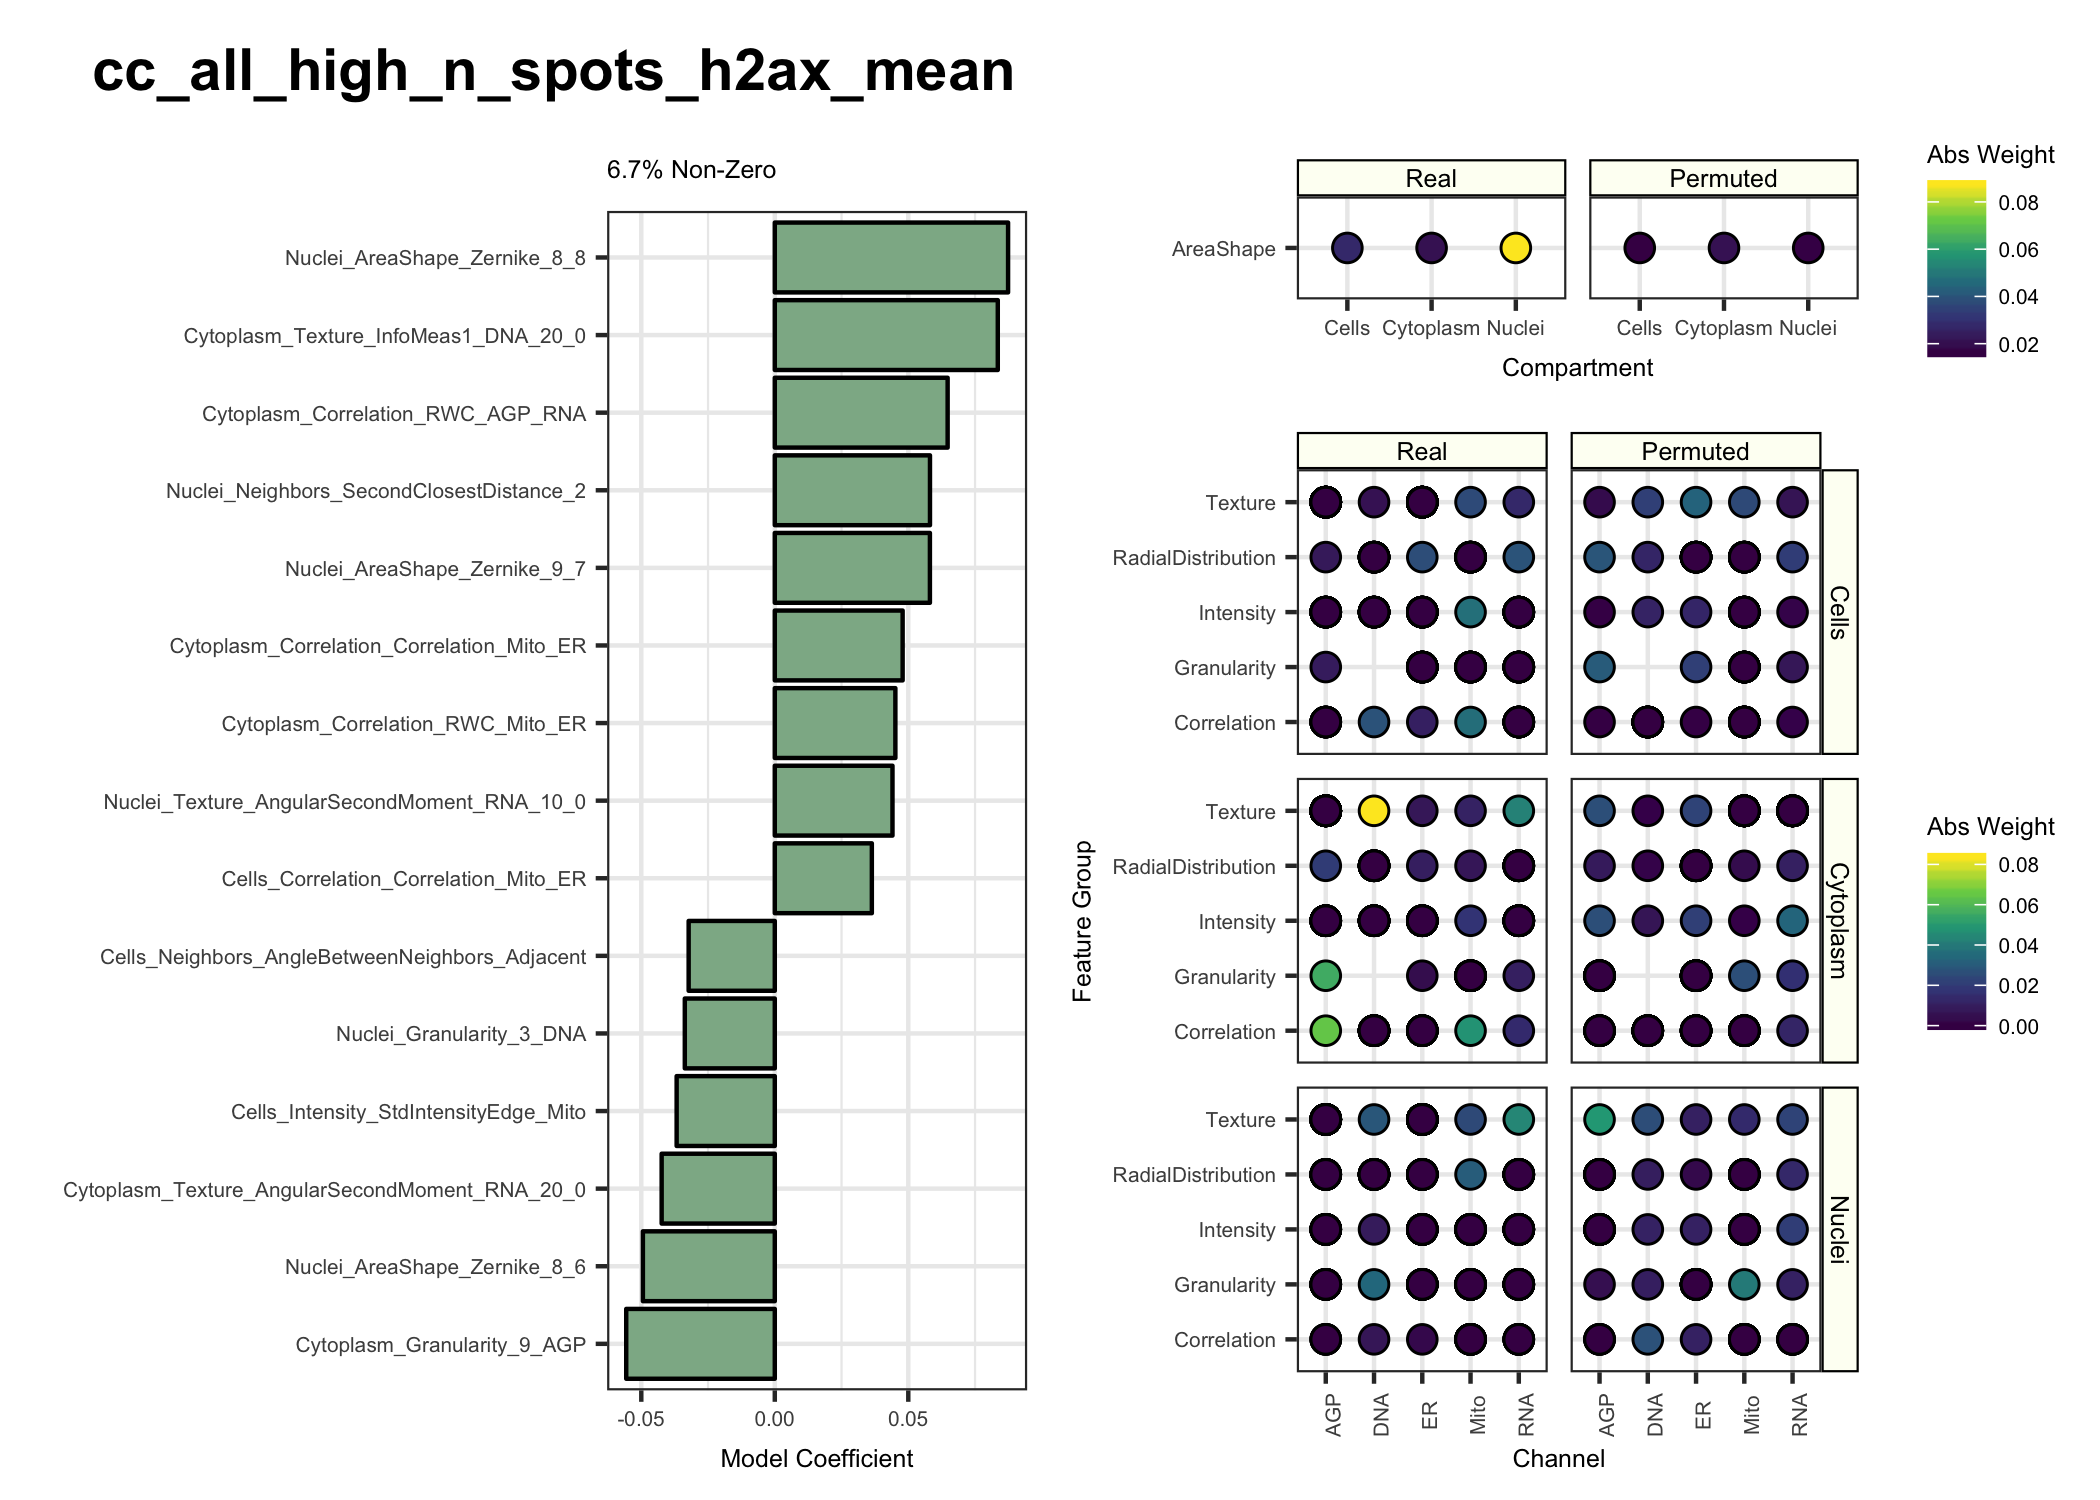 cc_all_high_n_spots_h2ax_mean
6.7% Non-Zero
Nuclei_AreaShape_Zernike_8_8
Cytoplasm_Texture_InfoMeas1_DNA_20_0
Cytoplasm_Correlation_RWC_AGP_RNA
Nuclei_Neighbors_SecondClosestDistance_2
Nuclei_AreaShape_Zernike_9_7
Cytoplasm_Correlation_Correlation_Mito_ER
Cytoplasm_Correlation_RWC_Mito_ER
Nuclei_Texture_AngularSecondMoment_RNA_10_0
Cells_Correlation_Correlation_Mito_ER
Cells_Neighbors_AngleBetweenNeighbors_Adjacent
Nuclei_Granularity_3_DNA
Cells_Intensity_StdIntensityEdge_Mito
Cytoplasm_Texture_AngularSecondMoment_RNA_20_0
Nuclei_AreaShape_Zernike_8_6
Cytoplasm_Granularity_9_AGP
-0.05 0.00 0.05
Model Coefficient
Real Permuted
AreaShape
Cells Cytoplasm Nuclei Cells Cytoplasm Nuclei
Compartment
Abs Weight
0.08
0.06
0.04
0.02
Real Permuted
Feature Group
Texture
RadialDistribution
Intensity
Granularity
Correlation
Cells
Texture
RadialDistribution
Intensity
Granularity
Correlation
Cytoplasm
Texture
RadialDistribution
Intensity
Granularity
Correlation
Nuclei
AGP DNA ER Mito RNA AGP DNA ER Mito RNA
Channel
Abs Weight
0.08
0.06
0.04
0.02
0.00